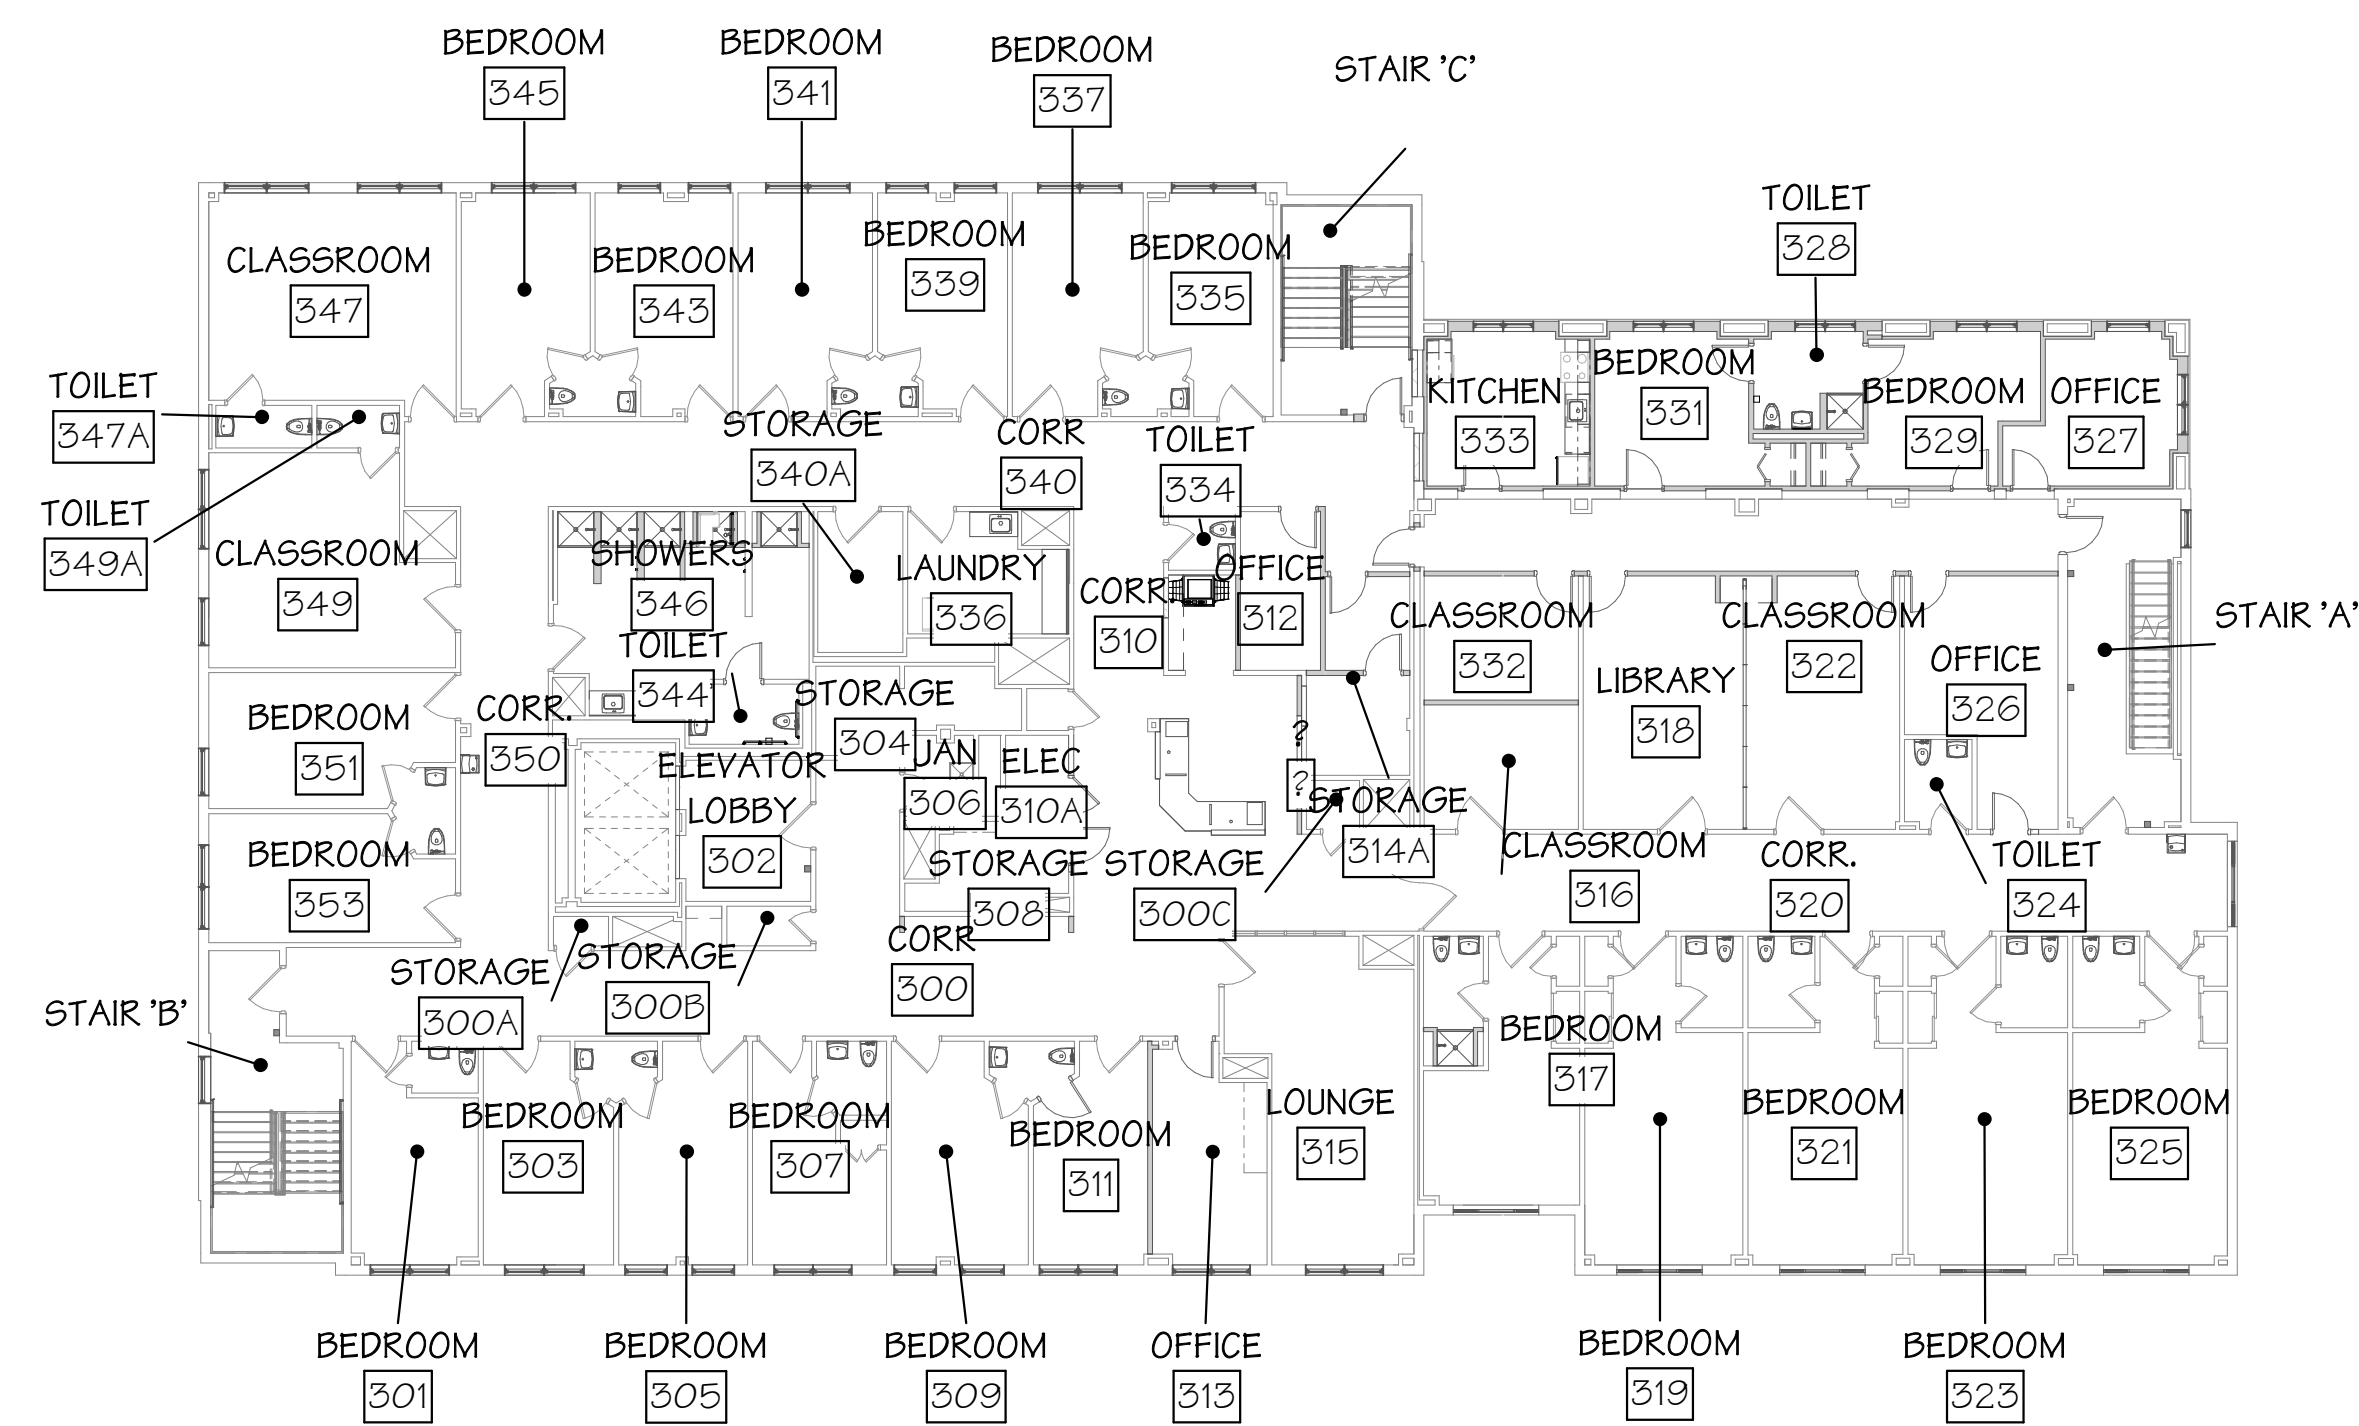 BEDROOM
345
BEDROOM
341
BEDROOM
337
STAIR 'C'
TOILET
328
CLASSROOM
347
BEDROOM
343
BEDROOM
339
BEDROOM
335
TOILET
347A
STORAGE
340A
CORR
340
TOILET
334
KITCHEN
333
BEDROOM
331
BEDROOM
329
OFFICE
327
TOILET
349A
CLASSROOM
349
SHOWERS
346
LAUNDRY
336
CORR.
310
OFFICE
312
CLASSROOM
332
CLASSROOM
322
STAIR 'A'
TOILET
344
LIBRARY
318
OFFICE
326
BEDROOM
351
CORR.
350
STORAGE
304
ELEVATOR
LOBBY
302
JAN
306
ELEC
310A
?
?
STORAGE
314A
BEDROOM
353
STORAGE
308
STORAGE
300C
CLASSROOM
316
CORR.
320
TOILET
324
STAIR 'B'
STORAGE
300A
STORAGE
300B
CORR
300
BEDROOM
317
BEDROOM
303
BEDROOM
307
BEDROOM
311
LOUNGE
315
BEDROOM
321
BEDROOM
325
BEDROOM
301
BEDROOM
305
BEDROOM
309
OFFICE
313
BEDROOM
319
BEDROOM
323